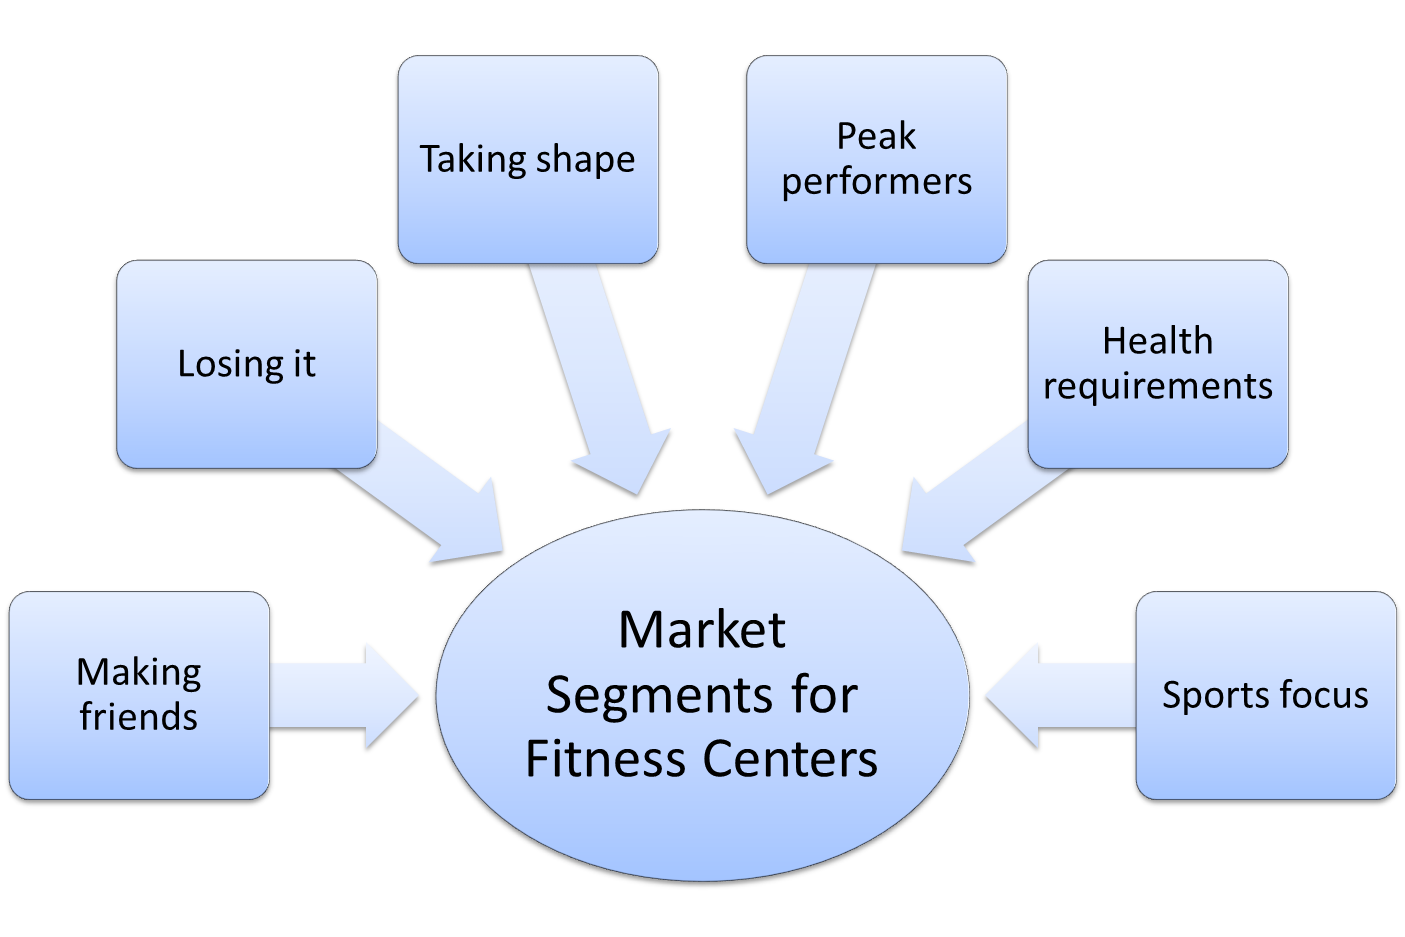 Taking shape
Peak
performers
Losing it
Health
requirements
Making
friends
Market
Segments for
Fitness Centers
Sports focus